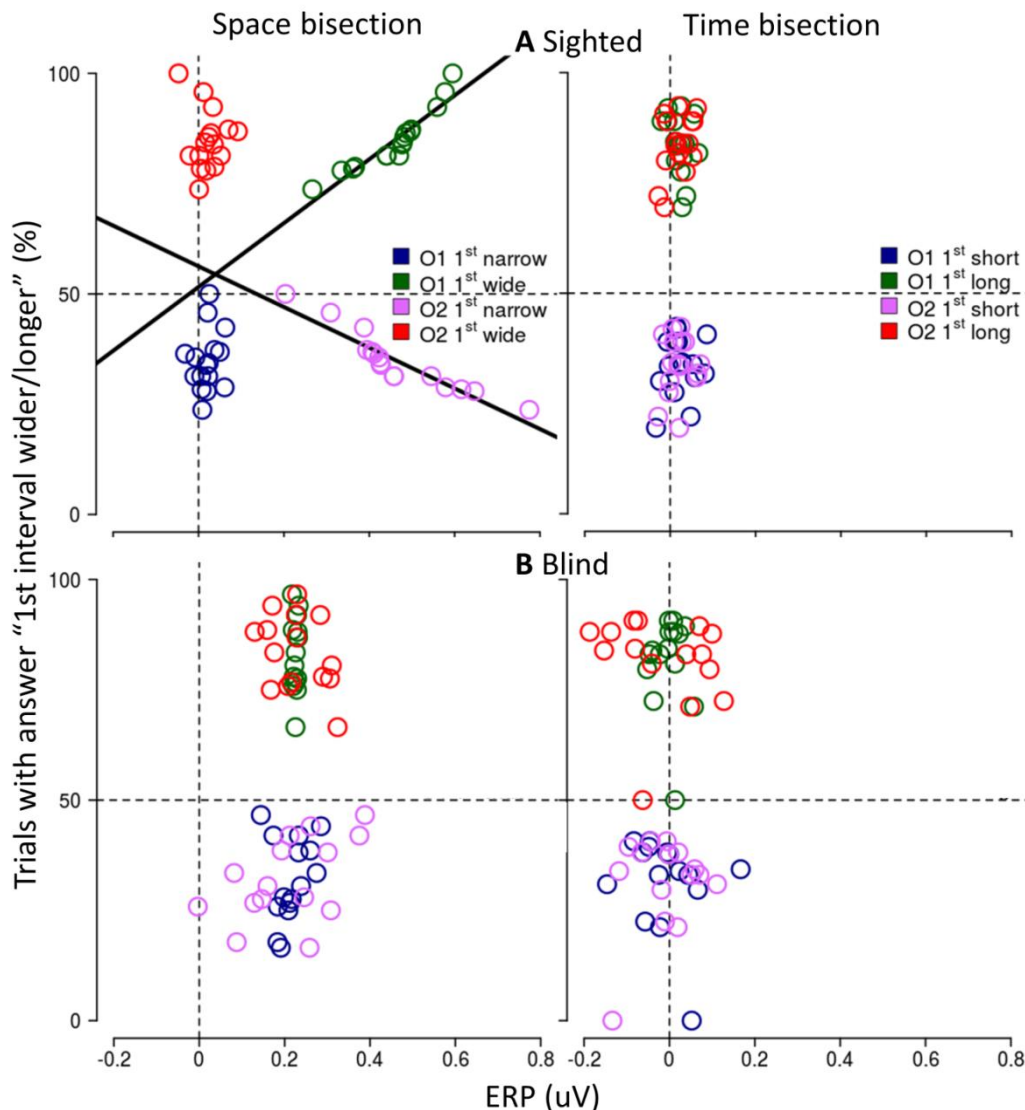 Space bisection
Time bisection
A Sighted
Trials with answer “1st interval wider/longer” (%)
100
50
0
O1 1st narrow
O1 1st wide
O2 1st narrow
O2 1st wide
O1 1st short
O1 1st long
O2 1st short
O2 1st long
B Blind
100
50
0
-0.2 0 0.2 0.4 0.6 0.8
-0.2 0 0.2 0.4 0.6 0.8
ERP (uV)